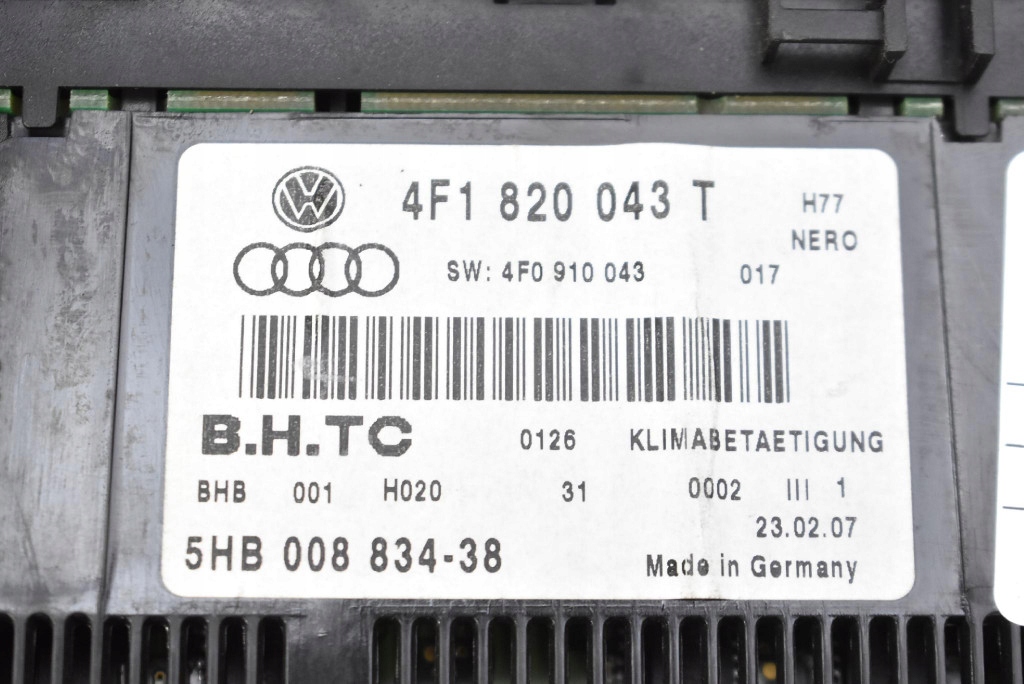 4F1 820 043 T
H77
NERO
SW: 4F0 910 043 017
B.H.TC 0126 KLIMABETAETIGUNG
BHB 001 H020 31 0002 III 1
23.02.07
5HB 008 834-38
Made in Germany